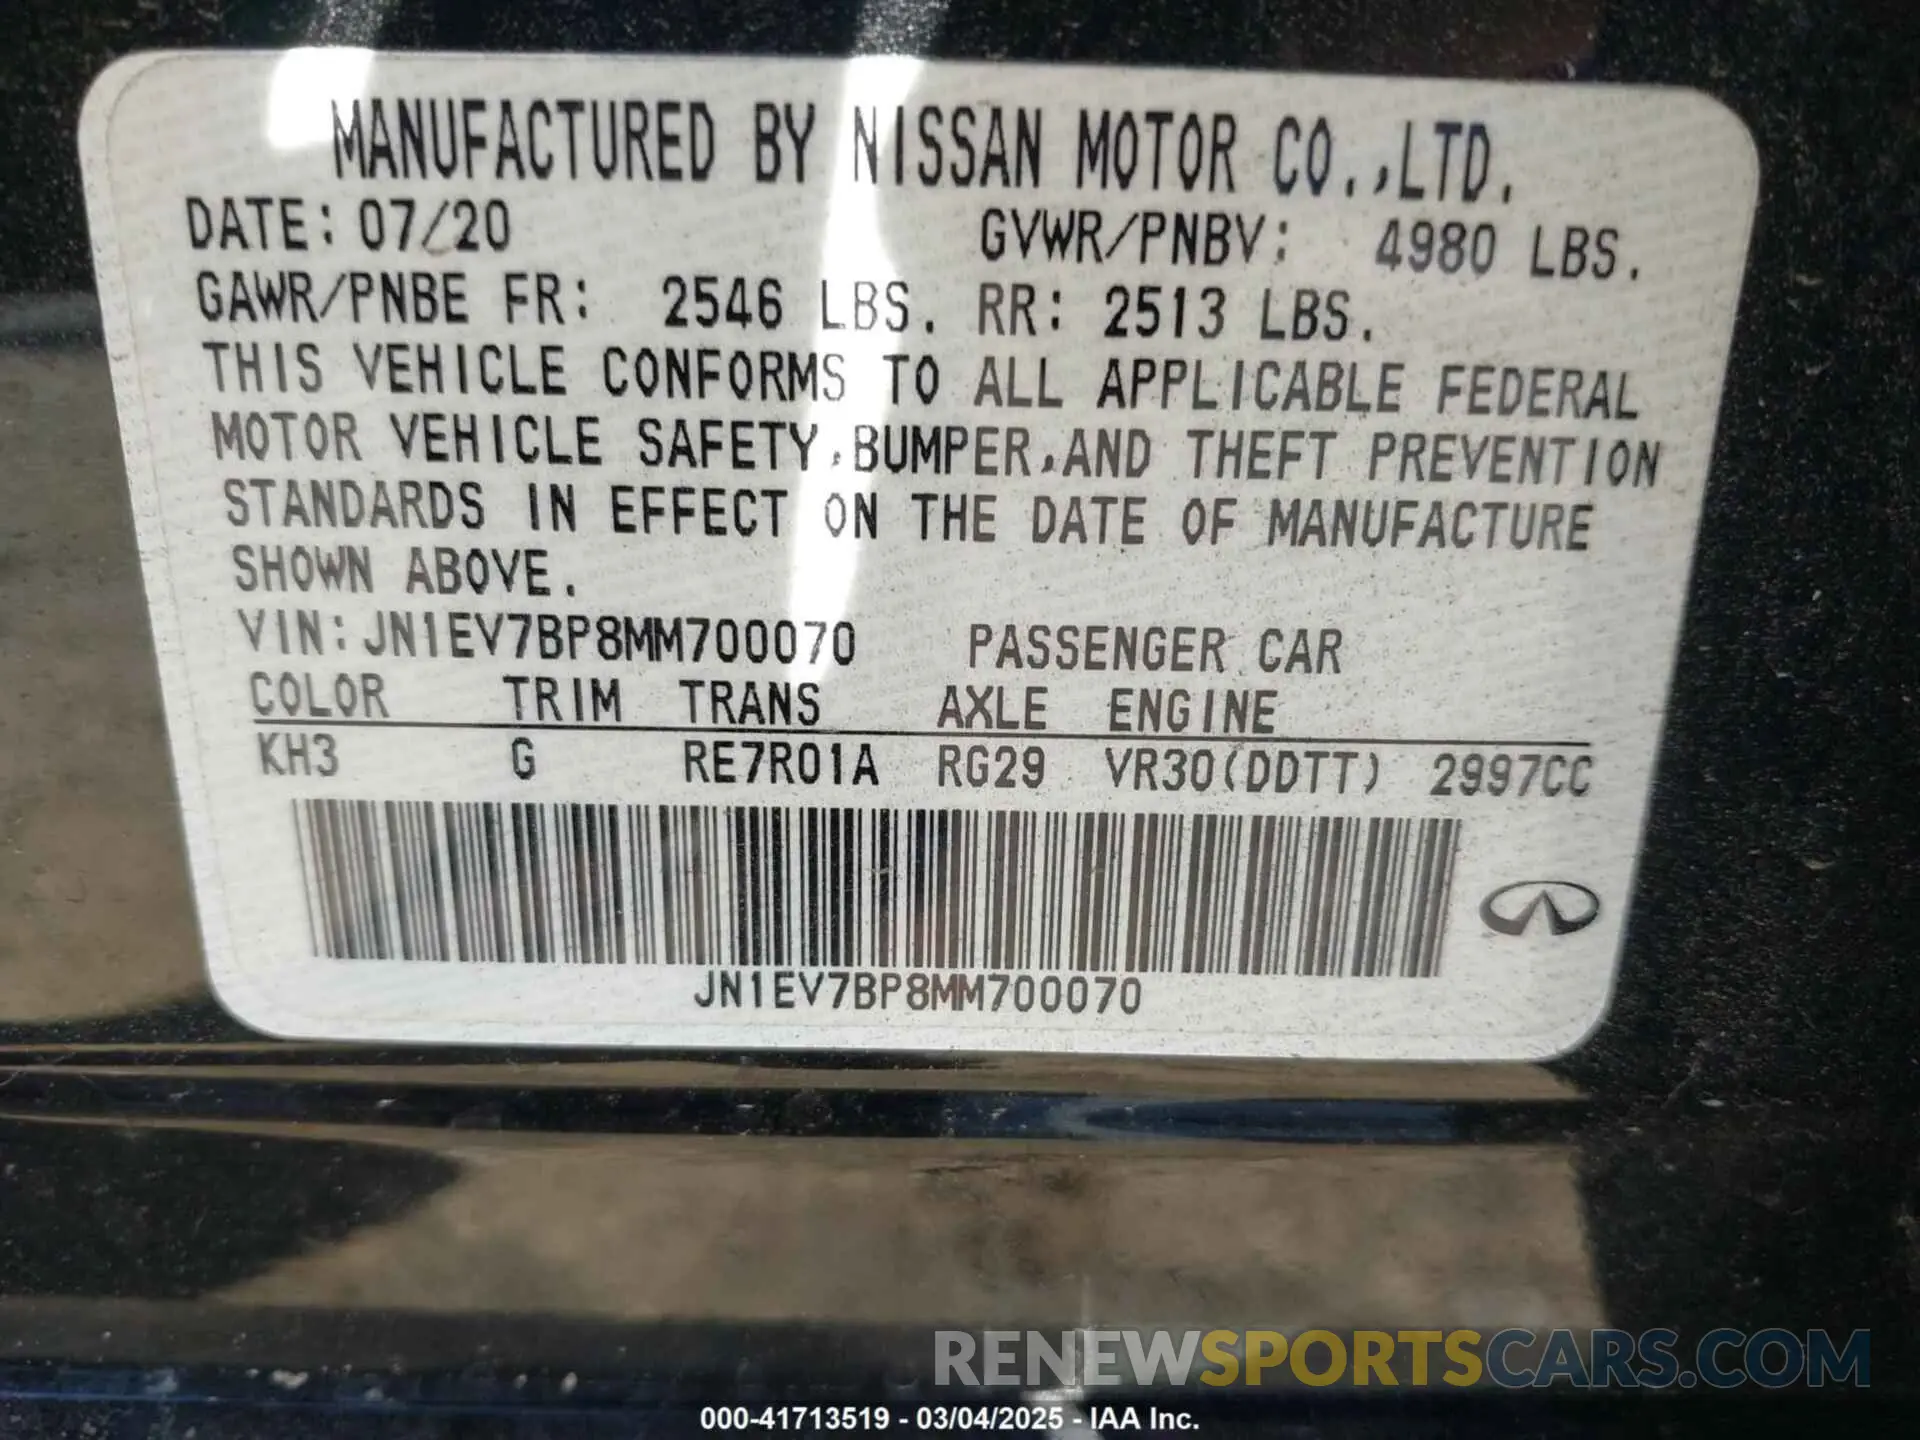 MANUFACTURED BY NISSAN MOTOR CO.,LTD.
DATE: 07/20 GVWR/PNBV: 4980 LBS.
GAWR/PNBE FR: 2546 LBS. RR: 2513 LBS.
THIS VEHICLE CONFORMS TO ALL APPLICABLE FEDERAL
MOTOR VEHICLE SAFETY,BUMPER,AND THEFT PREVENTION
STANDARDS IN EFFECT ON THE DATE OF MANUFACTURE
SHOWN ABOVE.
VIN: JN1EV7BP8MM700070 PASSENGER CAR
COLOR TRIM TRANS AXLE ENGINE
KH3 G RE7R01A RG29 VR30(DDTT) 2997CC
JN1EV7BP8MM700070
RENEWSPORTSCARS.COM
000-41713519 - 03/04/2025 - IAA Inc.